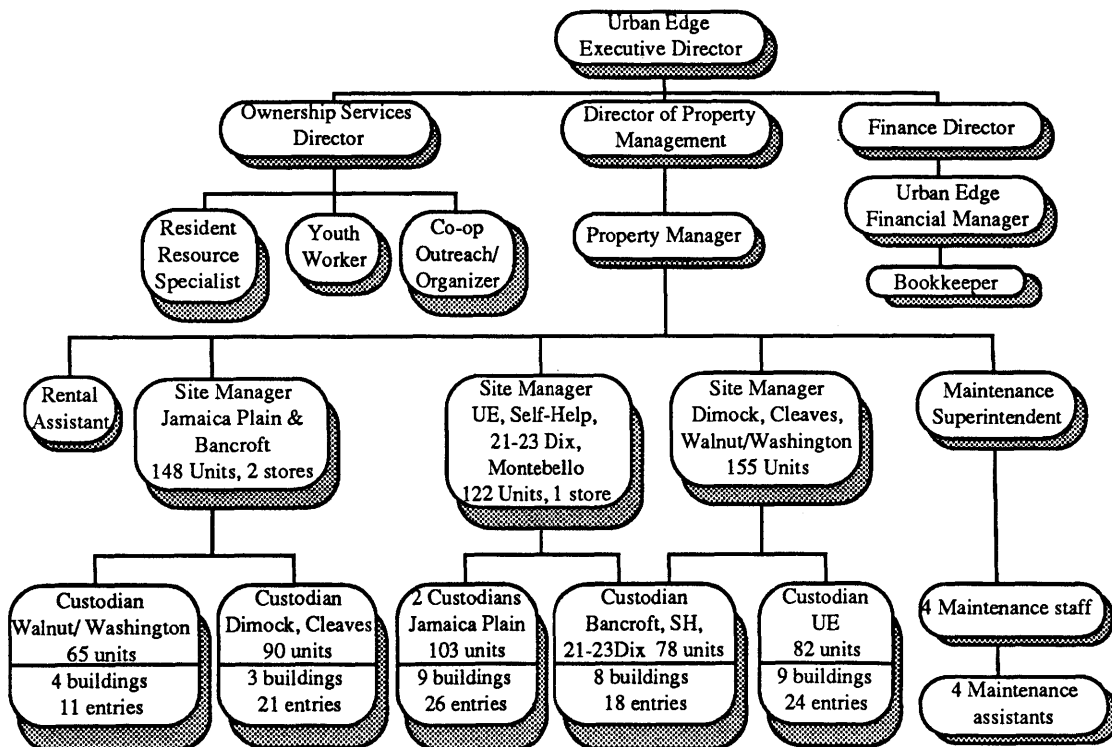 Urban Edge
Executive Director
Ownership Services
Director
Director of Property
Management
Finance Director
Resident
Resource
Specialist
Youth
Worker
Co-op
Outreach/
Organizer
Property Manager
Urban Edge
Financial Manager
Bookkeeper
Rental
Assistant
Site Manager
Jamaica Plain &
Bancroft
148 Units, 2 stores
Site Manager
UE, Self-Help,
21-23 Dix,
Montebello
122 Units, 1 store
Site Manager
Dimock, Cleaves,
Walnut/Washington
155 Units
Maintenance
Superintendent
Custodian
Walnut/ Washington
65 units
4 buildings
11 entries
Custodian
Dimock, Cleaves
90 units
3 buildings
21 entries
2 Custodians
Jamaica Plain
103 units
9 buildings
26 entries
Custodian
Bancroft, SH,
21-23Dix 78 units
8 buildings
18 entries
Custodian
UE
82 units
9 buildings
24 entries
4 Maintenance staff
4 Maintenance
assistants